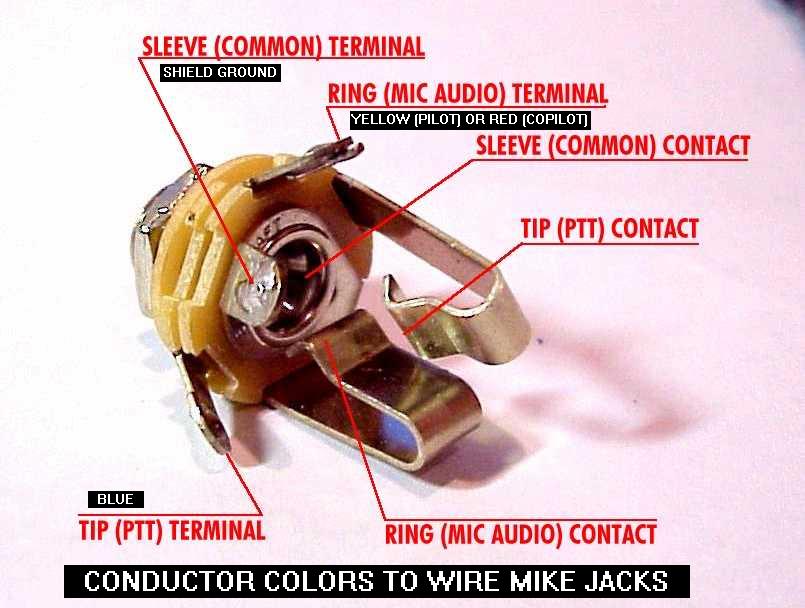 SLEEVE (COMMON) TERMINAL
SHIELD GROUND
RING (MIC AUDIO) TERMINAL
YELLOW (PILOT) OR RED (COPILOT)
SLEEVE (COMMON) CONTACT
TIP (PTT) CONTACT
BLUE
TIP (PTT) TERMINAL
RING (MIC AUDIO) CONTACT
CONDUCTOR COLORS TO WIRE MIKE JACKS